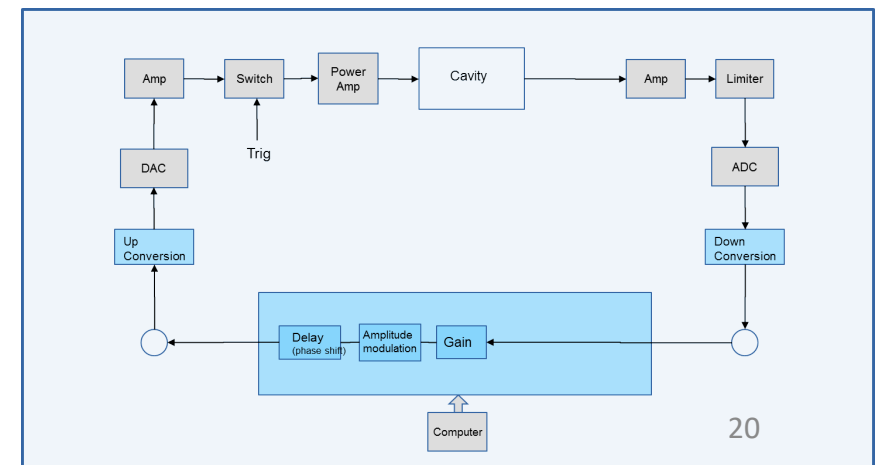 Amp
Switch
Power
Amp
Cavity
Amp
Limiter
Trig
DAC
ADC
Up
Conversion
Down
Conversion
Delay
(phase shift)
Amplitude
modulation
Gain
Computer
20